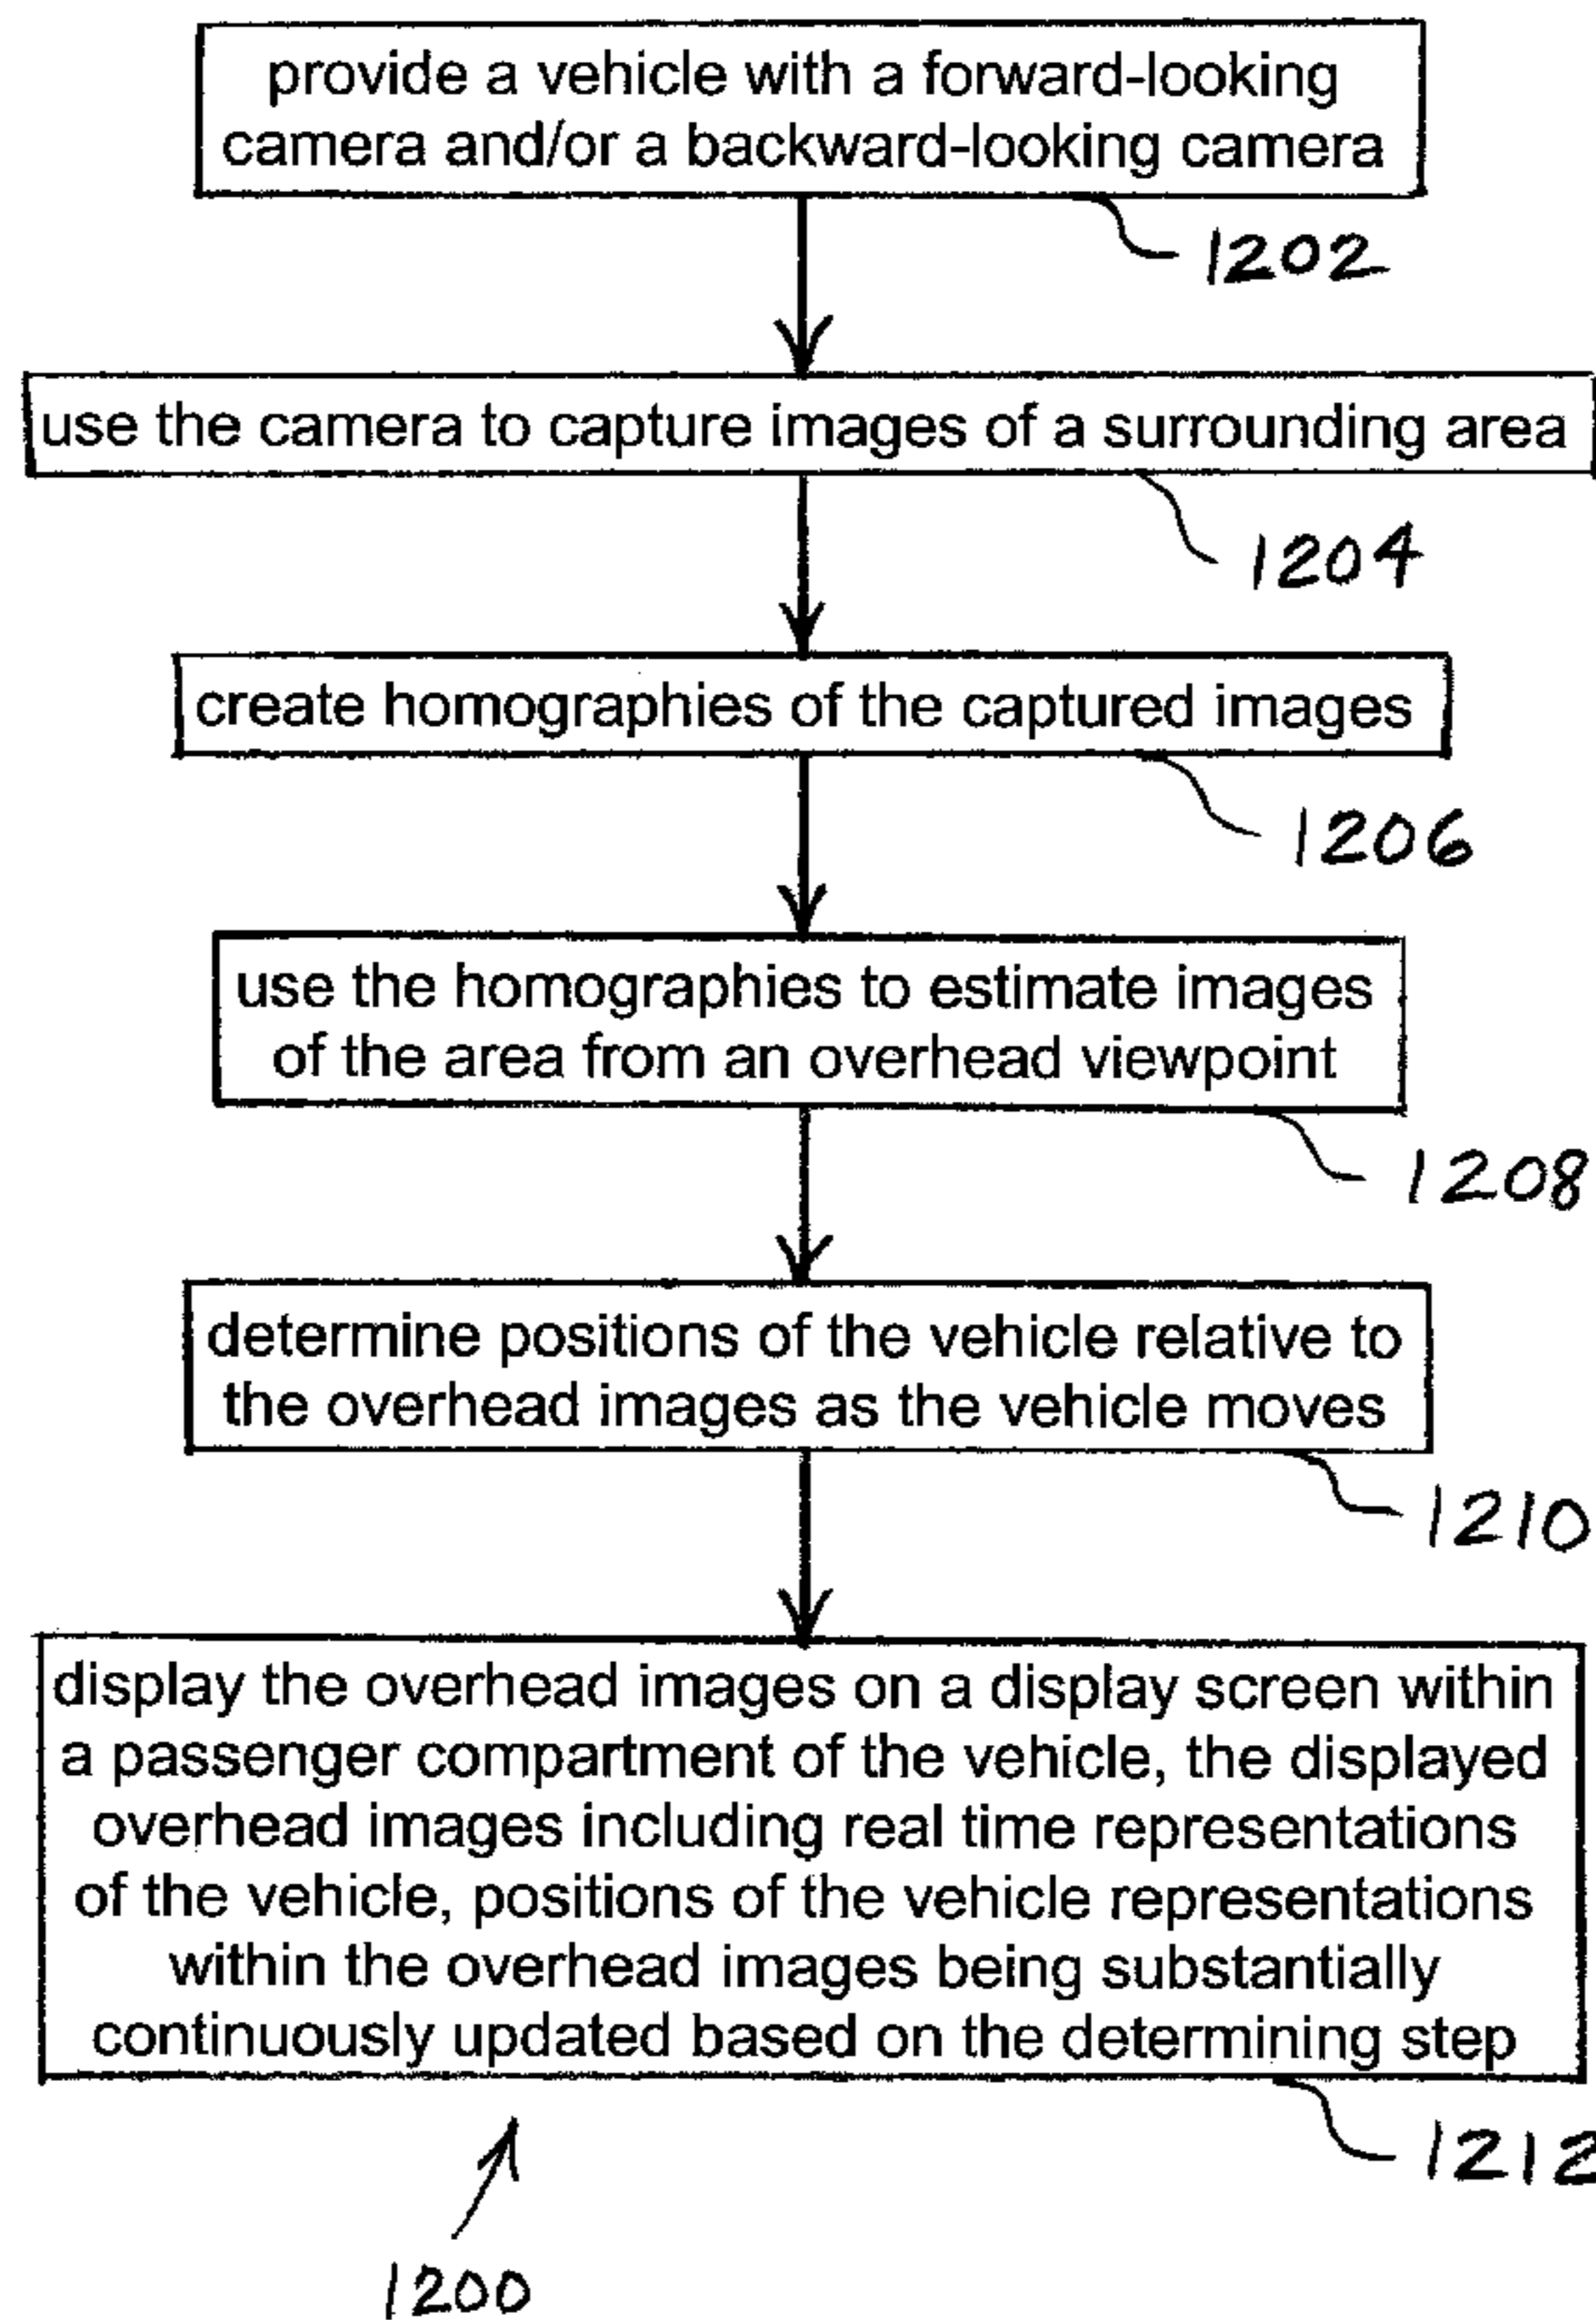 provide a vehicle with a forward-looking
camera and/or a backward-looking camera
1202
use the camera to capture images of a surrounding area
1204
create homographies of the captured images
1206
use the homographies to estimate images
of the area from an overhead viewpoint
1208
determine positions of the vehicle relative to
the overhead images as the vehicle moves
1210
display the overhead images on a display screen within
a passenger compartment of the vehicle, the displayed
overhead images including real time representations
of the vehicle, positions of the vehicle representations
within the overhead images being substantially
continuously updated based on the determining step
1212
1200